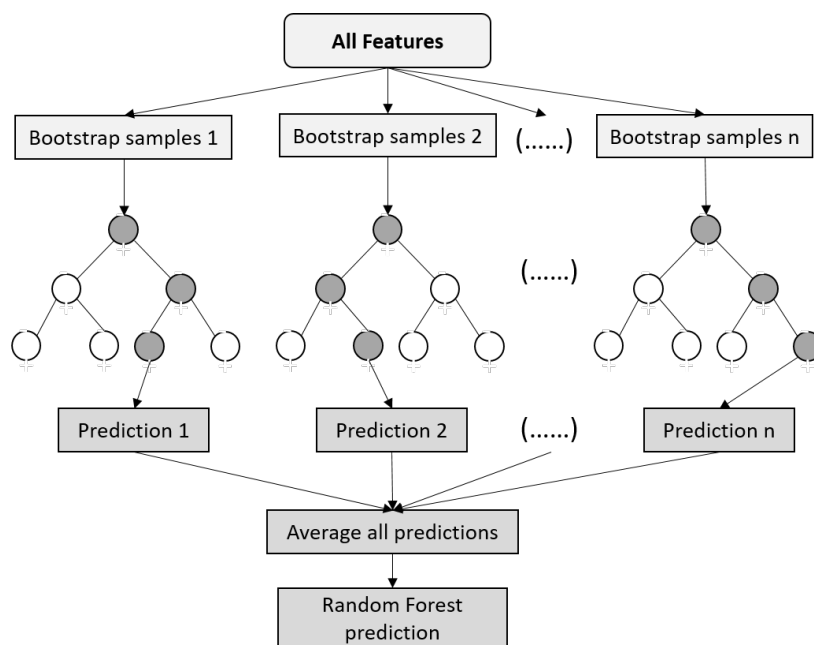 All Features
Bootstrap samples 1
Bootstrap samples 2
(......)
Bootstrap samples n
(......)
Prediction 1
Prediction 2
(......)
Prediction n
Average all predictions
Random Forest
prediction